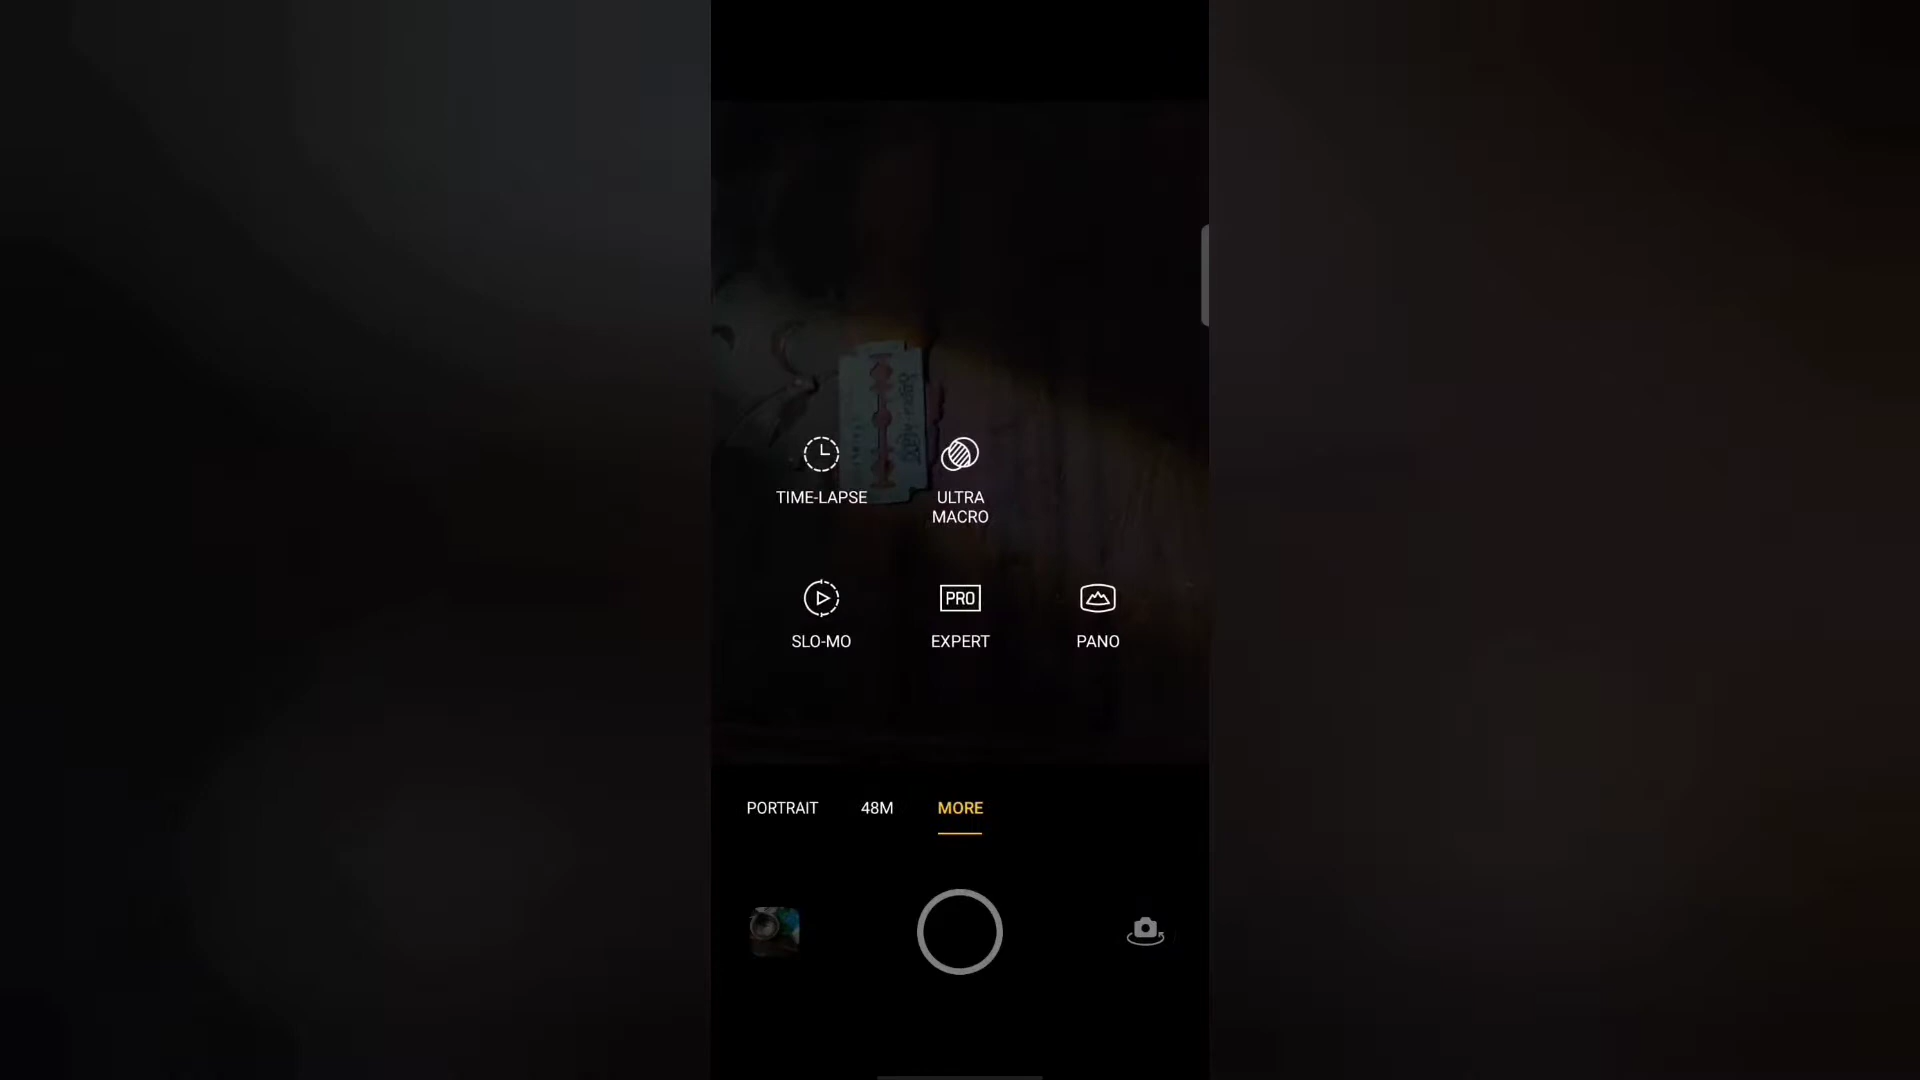 TIME-LAPSE
ULTRA
MACRO
SLO-MO
PRO
EXPERT
PANO
PORTRAIT
48M
MORE